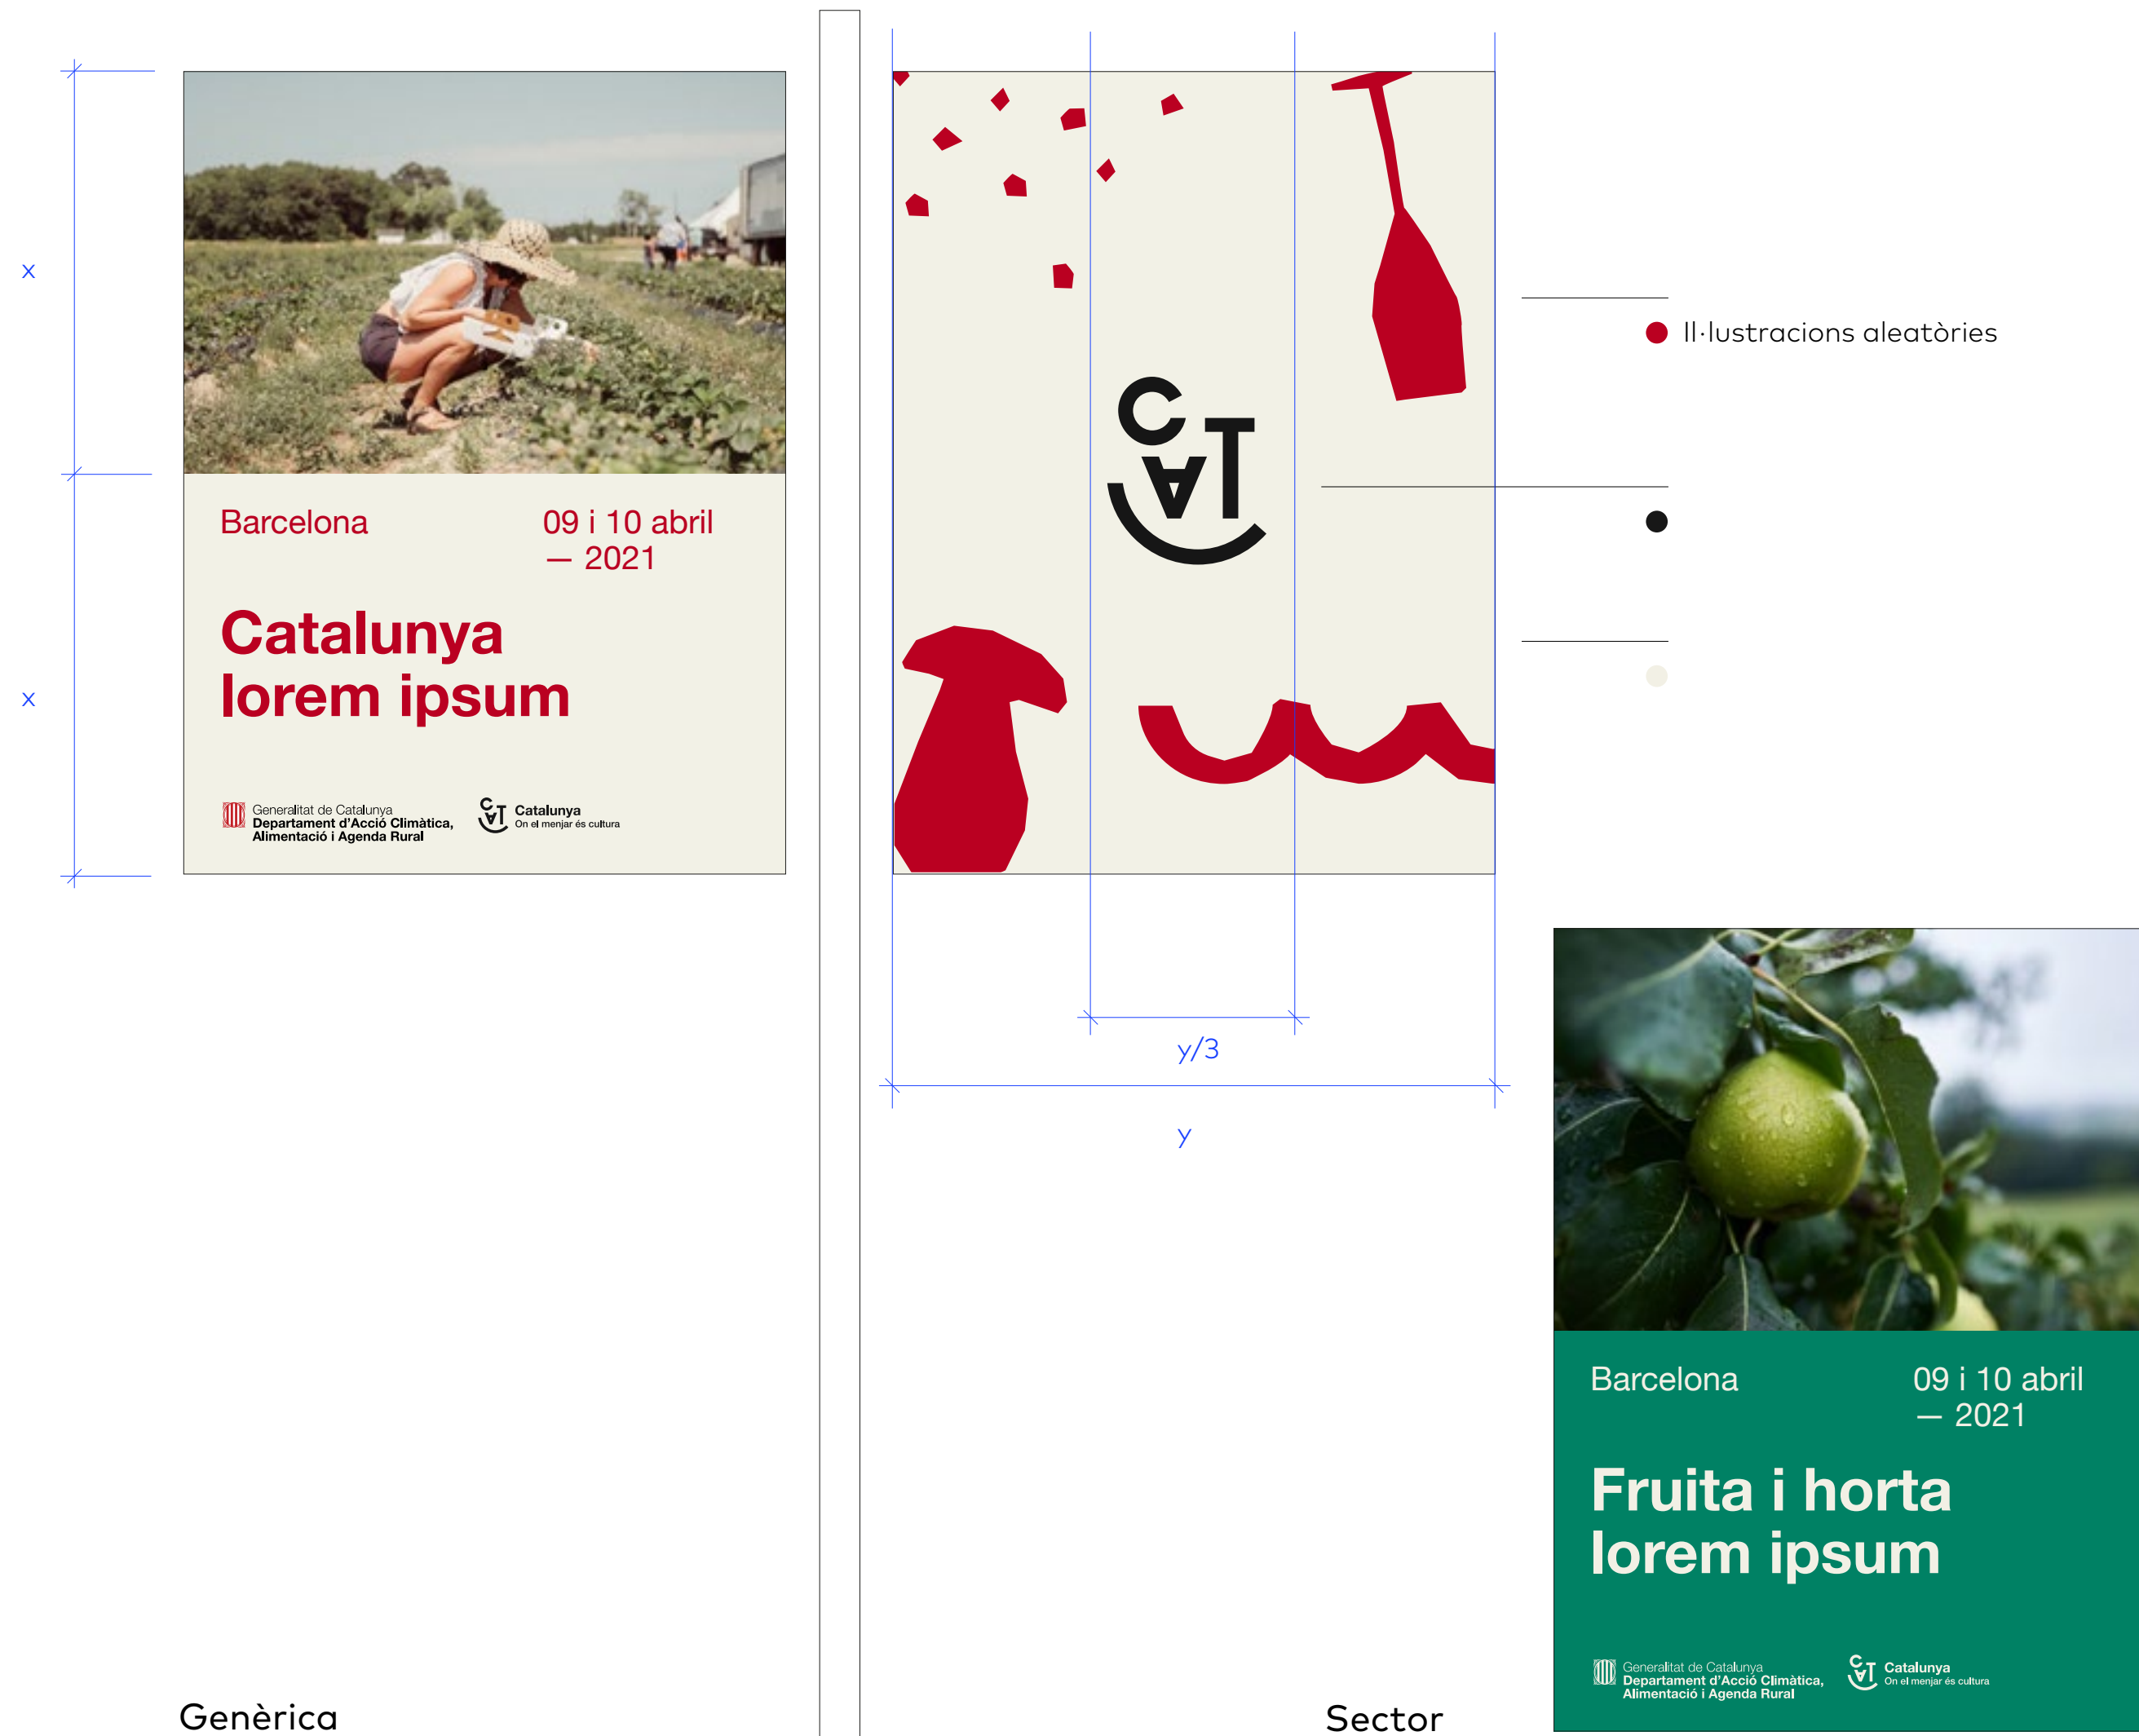 x
x
Barcelona
09 i 10 abril
— 2021
Catalunya
lorem ipsum
Generalitat de Catalunya
Departament d'Acció Climàtica,
Alimentació i Agenda Rural
CAT
Catalunya
On el menjar és cultura
CAT
Il·lustracions aleatòries
y/3
y
Barcelona
09 i 10 abril
— 2021
Fruita i horta
lorem ipsum
Generalitat de Catalunya
Departament d'Acció Climàtica,
Alimentació i Agenda Rural
CAT
Catalunya
On el menjar és cultura
Genèrica
Sector